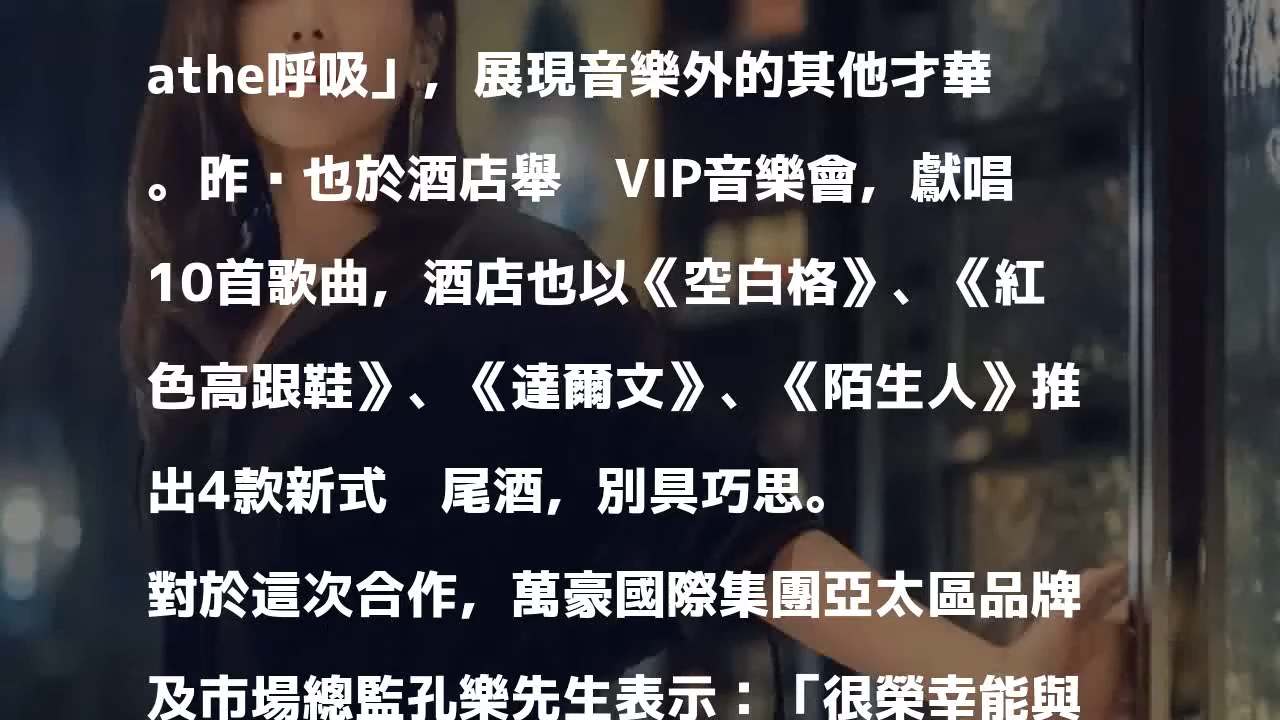 athe呼吸」，展現音樂外的其他才華
。昨·也於酒店舉　VIP音樂會，獻唱
10首歌曲，酒店也以《空白格》、《紅
色高跟鞋》、《達爾文》、《陌生人》推
出4款新式　尾酒，別具巧思。
對於這次合作，萬豪國際集團亞太區品牌
及市場總監孔樂先生表示：「很榮幸能與